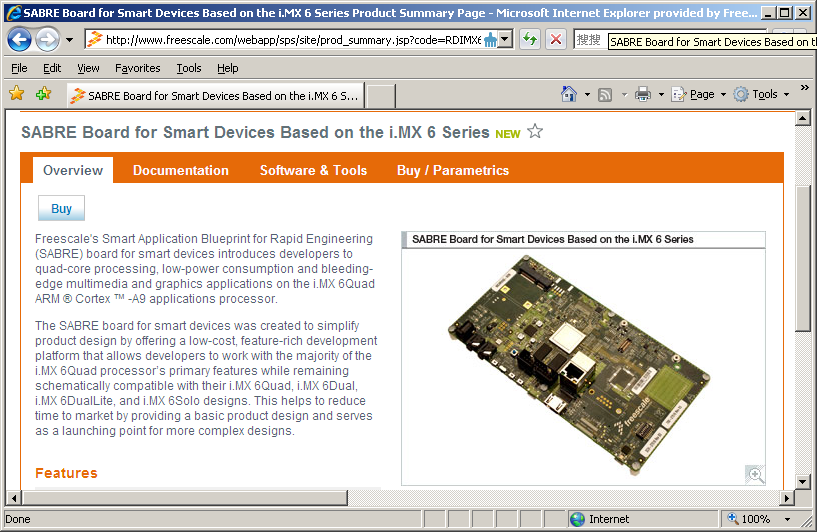 SABRE Board for Smart Devices Based on the i.MX 6 Series Product Summary Page - Microsoft Internet Explorer provided by Free...
http://www.freescale.com/webapp/sps/site/prod_summary.jsp?code=RDIMX6
搜搜
SABRE Board for Smart Devices Based on th
File Edit View Favorites Tools Help
SABRE Board for Smart Devices Based on the i.MX 6 S...
Page Tools
SABRE Board for Smart Devices Based on the i.MX 6 Series NEW
Overview Documentation Software & Tools Buy / Parametrics
Buy
Freescale's Smart Application Blueprint for Rapid Engineering
(SABRE) board for smart devices introduces developers to
quad-core processing, low-power consumption and bleeding-
edge multimedia and graphics applications on the i.MX 6Quad
ARM ® Cortex ™ -A9 applications processor.
The SABRE board for smart devices was created to simplify
product design by offering a low-cost, feature-rich development
platform that allows developers to work with the majority of the
i.MX 6Quad processor's primary features while remaining
schematically compatible with their i.MX 6Quad, i.MX 6Dual,
i.MX 6DualLite, and i.MX 6Solo designs. This helps to reduce
time to market by providing a basic product design and serves
as a launching point for more complex designs.
Features
SABRE Board for Smart Devices Based on the i.MX 6 Series
freescale
Done
Internet
100%